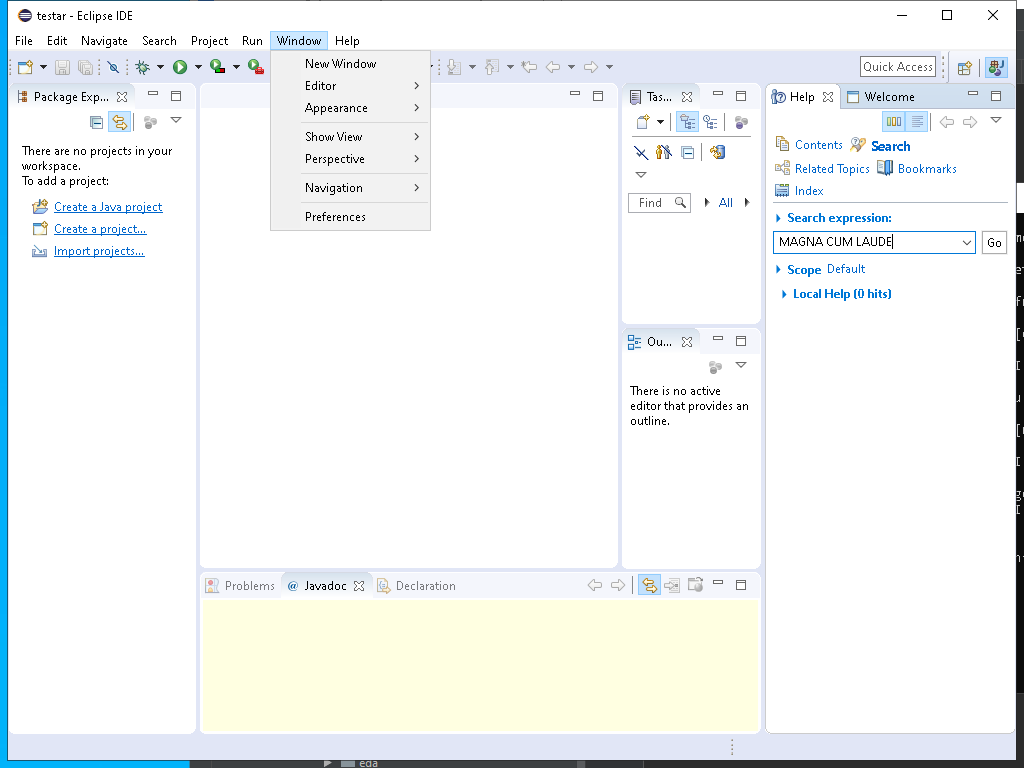 testar - Eclipse IDE
File Edit Navigate Search Project Run Window Help
Quick Access
New Window
Editor
Appearance
Show View
Perspective
Navigation
Preferences
Package Exp...
There are no projects in your
workspace.
To add a project:
Create a Java project
Create a project...
Import projects...
Tas...
Find
All
Ou...
There is no active
editor that provides an
outline.
Help
Welcome
Contents
Search
Related Topics
Bookmarks
Index
Search expression:
MAGNA CUM LAUDE
Go
Scope Default
Local Help (0 hits)
Problems
@ Javadoc
Declaration
eda